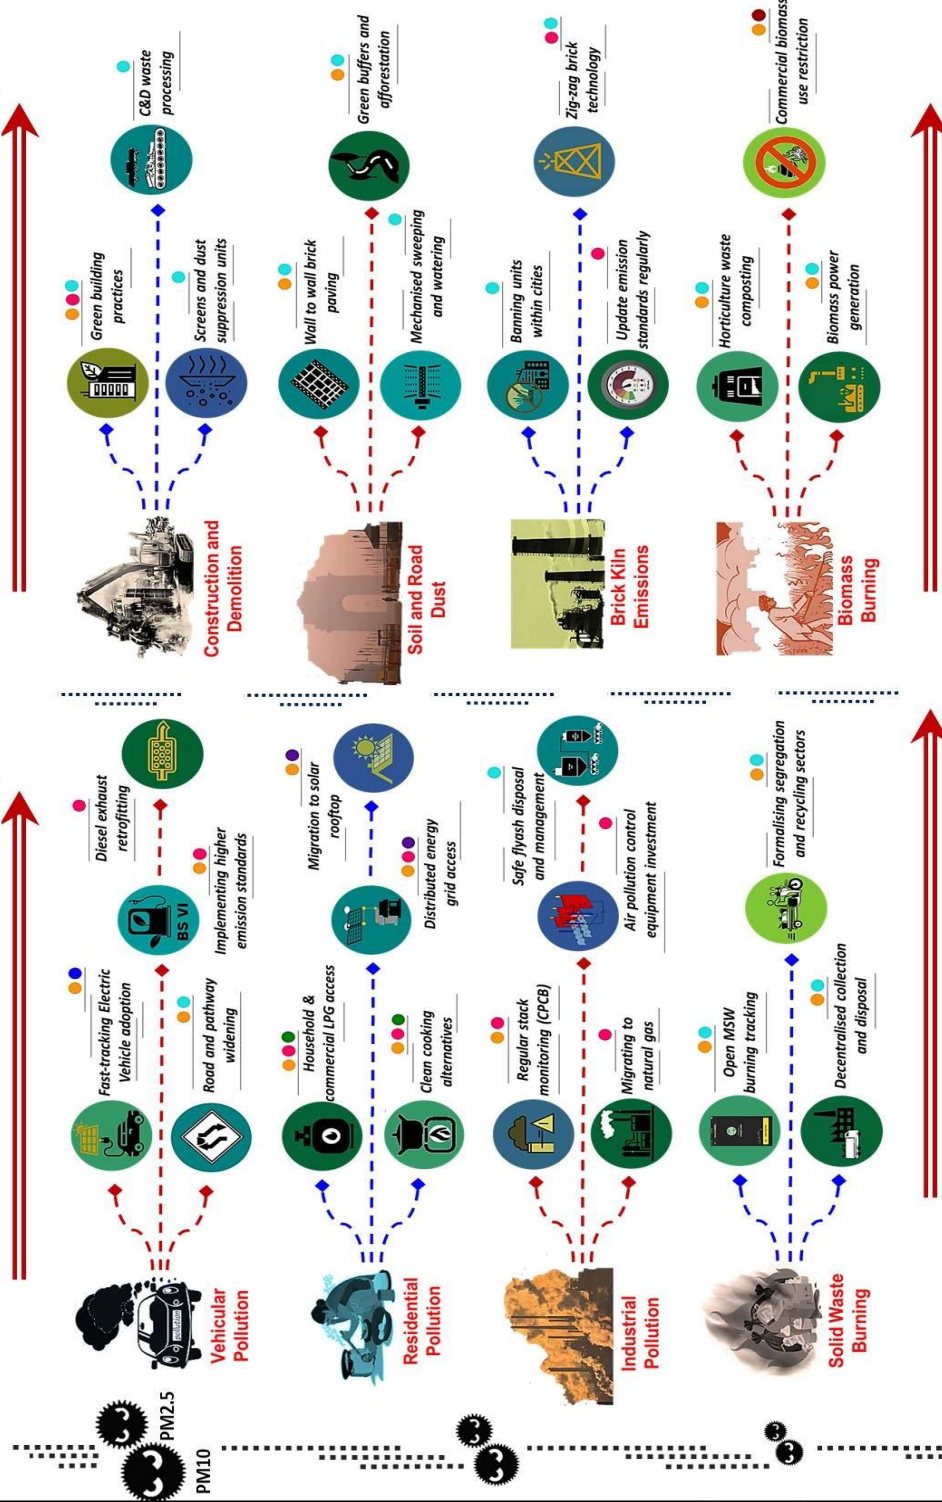 PM2.5
PM10
pollution
Vehicular
Pollution
Fast-tracking Electric
Vehicle adoption
Road and pathway
widening
BS VI
Implementing higher
emission standards
Diesel exhaust
retrofitting
Construction and
Demolition
Green building
practices
Screens and dust
suppression units
C&D waste
processing
Residential
Pollution
Household &
commercial LPG access
Clean cooking
alternatives
Distributed energy
grid access
Migration to solar
rooftop
Soil and Road
Dust
Wall to wall brick
paving
Mechanised sweeping
and watering
Green buffers and
afforestation
Industrial
Pollution
Regular stack
monitoring (CPCB)
Migrating to
natural gas
Air pollution control
equipment investment
Safe flyash disposal
and management
Brick Kiln
Emissions
Banning units
within cities
Update emission
standards regularly
Zig-zag brick
technology
Solid Waste
Burning
Open MSW
burning tracking
Decentralised collection
and disposal
Formalising segregation
and recycling sectors
Biomass
Burning
Horticulture waste
composting
Biomass power
generation
Commercial biomass
use restriction